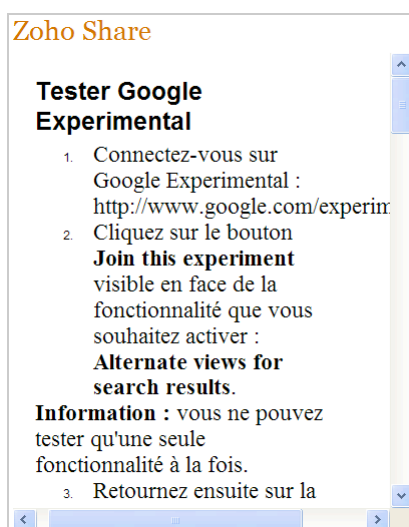 Zoho Share
Tester Google
Experimental
1. Connectez-vous sur
Google Experimental :
http://www.google.com/experim
2. Cliquez sur le bouton
Join this experiment
visible en face de la
fonctionnalité que vous
souhaitez activer :
Alternate views for
search results.
Information : vous ne pouvez
tester qu'une seule
fonctionnalité à la fois.
3. Retournez ensuite sur la